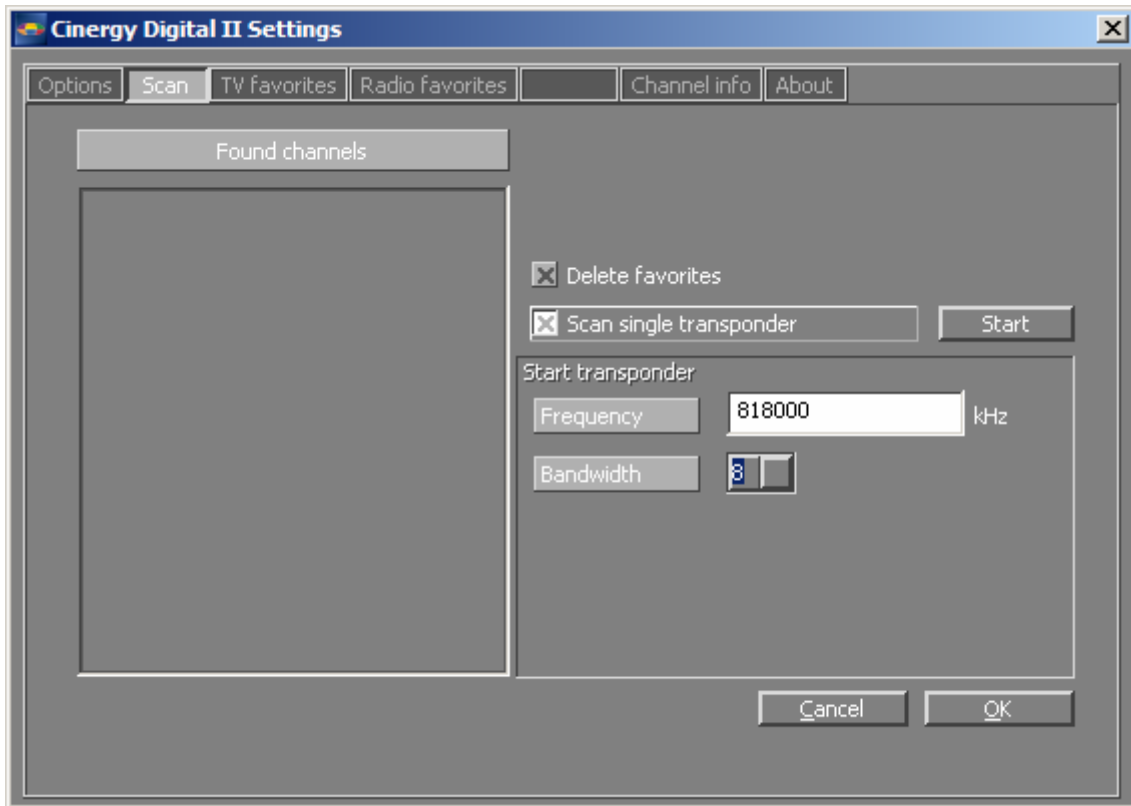 Cinergy Digital II Settings
Options Scan TV favorites Radio favorites Channel info About
Found channels
Delete favorites
Scan single transponder Start
Start transponder
Frequency 818000 kHz
Bandwidth 8
Cancel OK